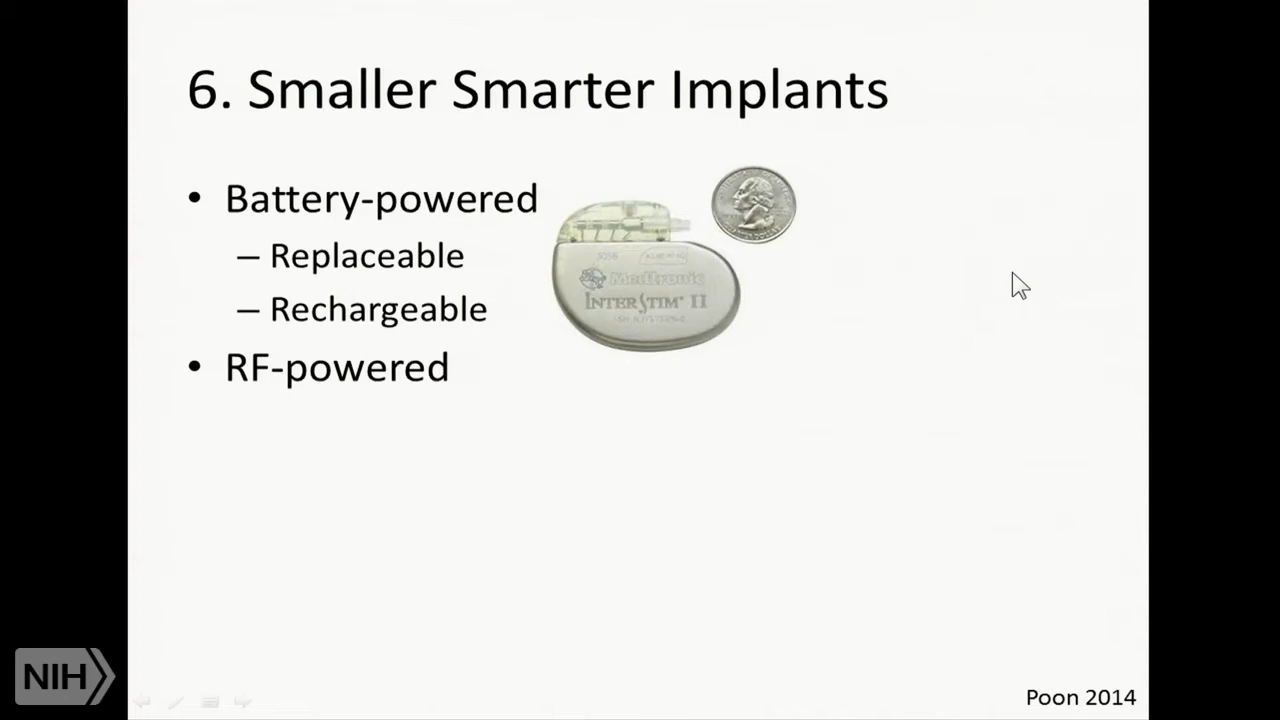 6. Smaller Smarter Implants
• Battery-powered
– Replaceable
– Rechargeable
• RF-powered
Medtronic
INTERSTIM® II
NIH
Poon 2014